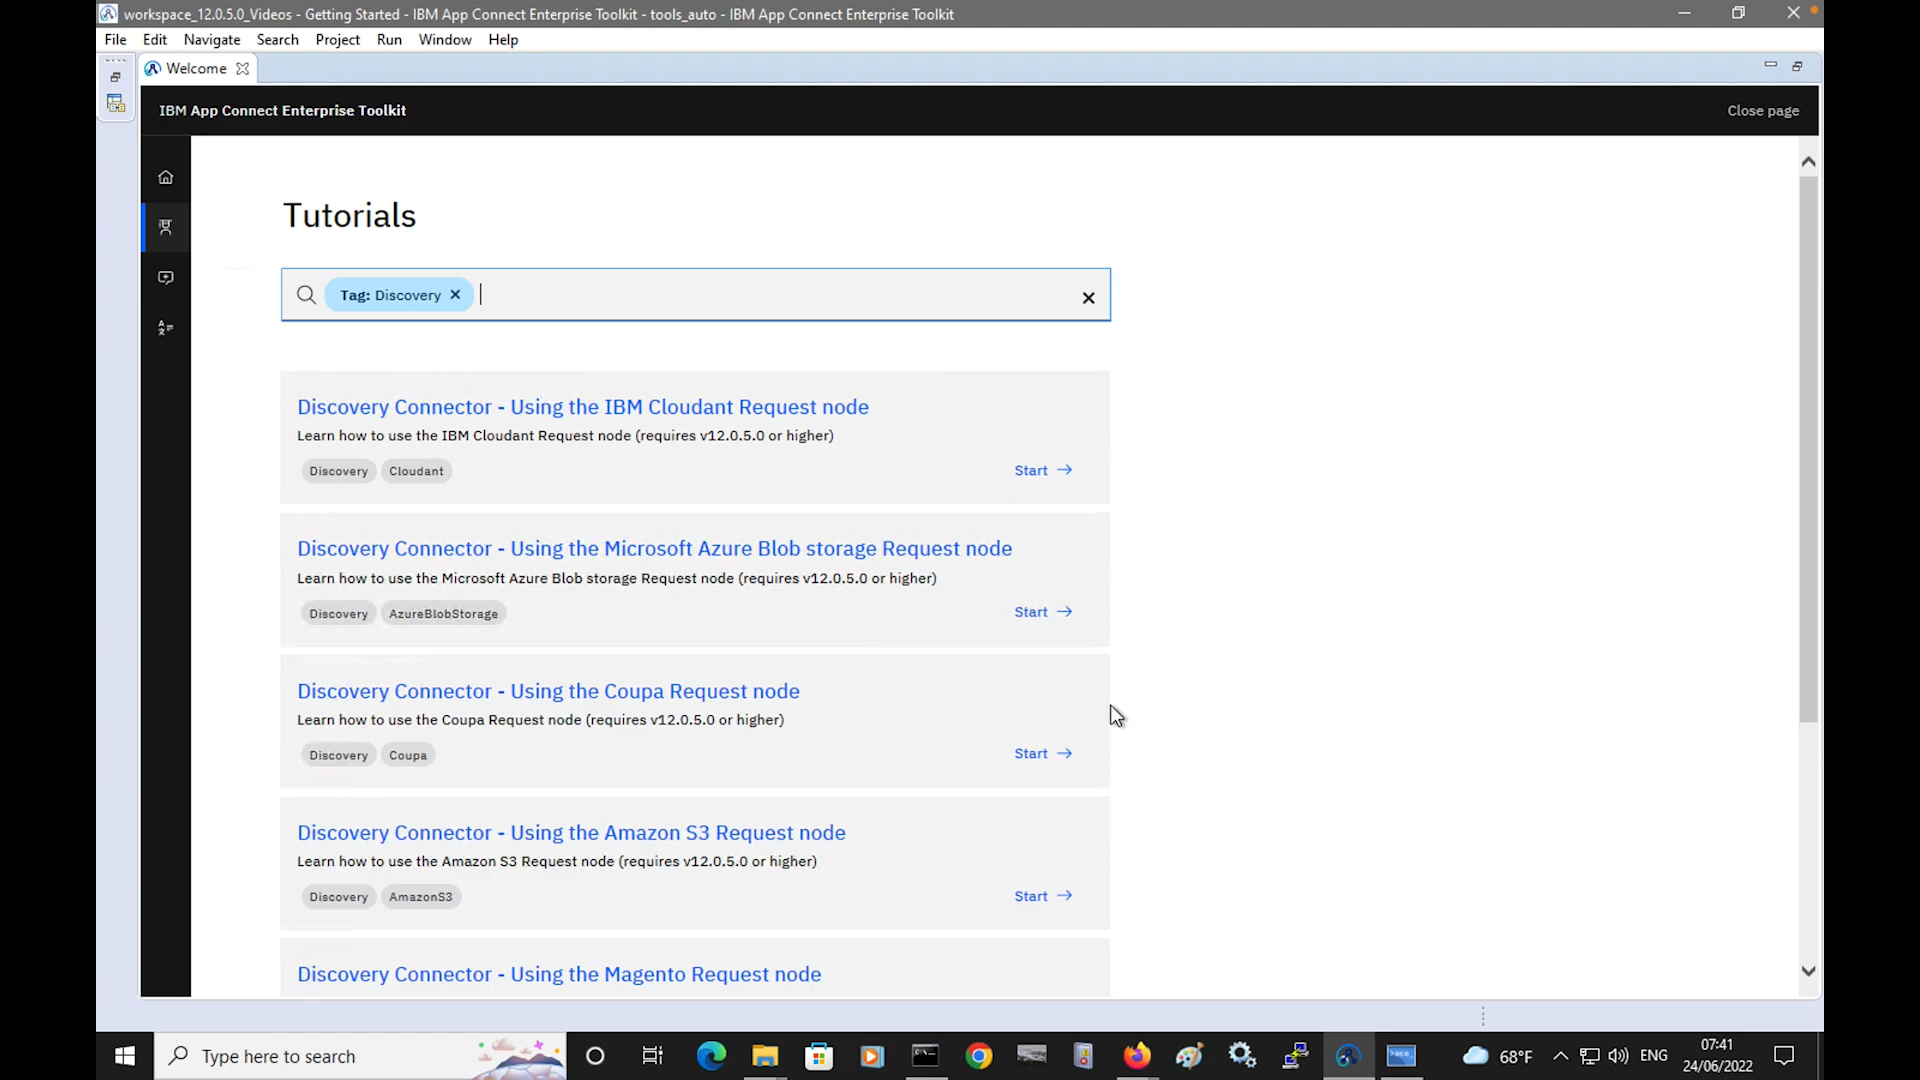 workspace_12.0.5.0_Videos - Getting Started - IBM App Connect Enterprise Toolkit - tools_auto - IBM App Connect Enterprise Toolkit
File Edit Navigate Search Project Run Window Help
Welcome
IBM App Connect Enterprise Toolkit Close page
Tutorials
Tag: Discovery
Discovery Connector - Using the IBM Cloudant Request node
Learn how to use the IBM Cloudant Request node (requires v12.0.5.0 or higher)
Discovery Cloudant Start
Discovery Connector - Using the Microsoft Azure Blob storage Request node
Learn how to use the Microsoft Azure Blob storage Request node (requires v12.0.5.0 or higher)
Discovery AzureBlobStorage Start
Discovery Connector - Using the Coupa Request node
Learn how to use the Coupa Request node (requires v12.0.5.0 or higher)
Discovery Coupa Start
Discovery Connector - Using the Amazon S3 Request node
Learn how to use the Amazon S3 Request node (requires v12.0.5.0 or higher)
Discovery AmazonS3 Start
Discovery Connector - Using the Magento Request node
Type here to search 68°F ENG 07:41
24/06/2022